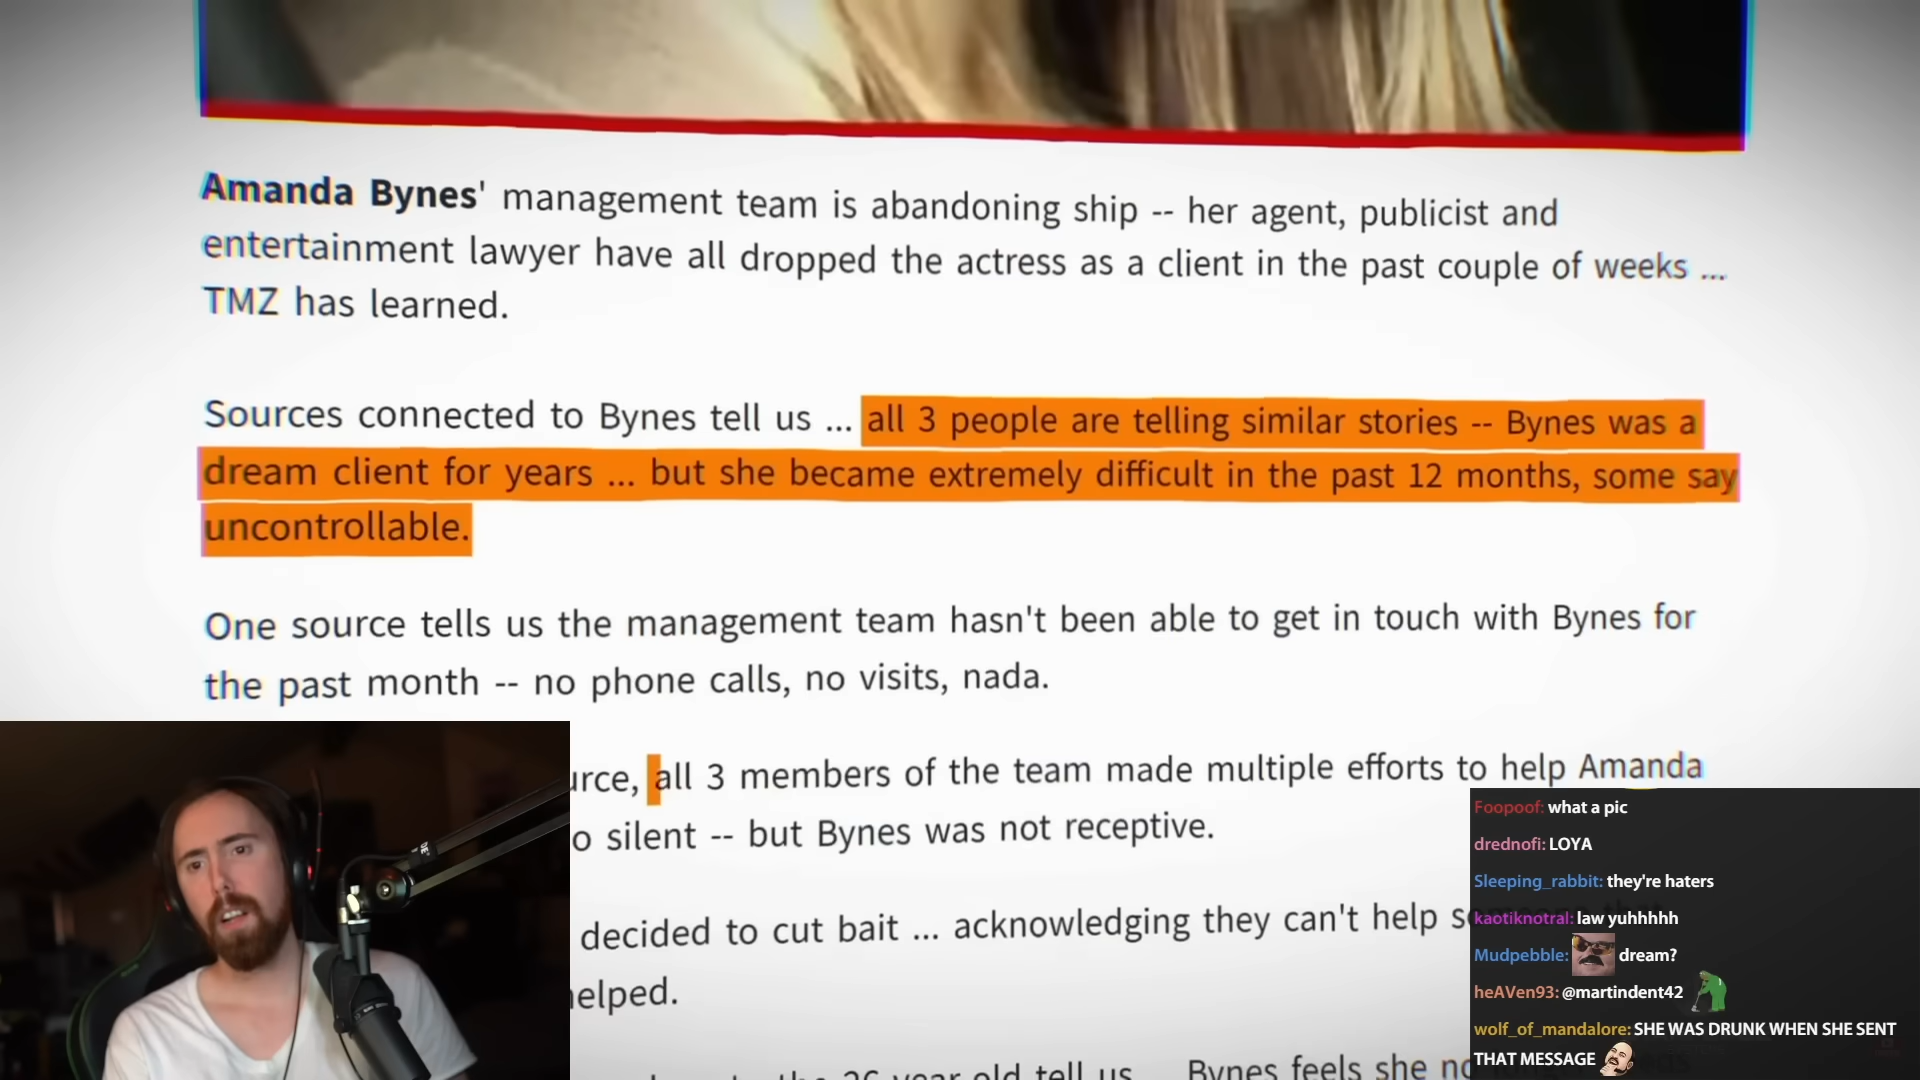 Amanda Bynes' management team is abandoning ship -- her agent, publicist and
entertainment lawyer have all dropped the actress as a client in the past couple of weeks ...
TMZ has learned.
Sources connected to Bynes tell us ... all 3 people are telling similar stories -- Bynes was a
dream client for years ... but she became extremely difficult in the past 12 months, some say
uncontrollable.
One source tells us the management team hasn't been able to get in touch with Bynes for
the past month -- no phone calls, no visits, nada.
urce, all 3 members of the team made multiple efforts to help Amanda
o silent -- but Bynes was not receptive.
decided to cut bait ... acknowledging they can't help
elped.
old tell us Bynes feels she
Foopoof: what a pic
drednofi: LOYA
Sleeping_rabbit: they're haters
kaotiknotral: law yuhhhhh
Mudpebble: dream?
heAVen93: @martindent42
wolf_of_mandalore: SHE WAS DRUNK WHEN SHE SENT
THAT MESSAGE